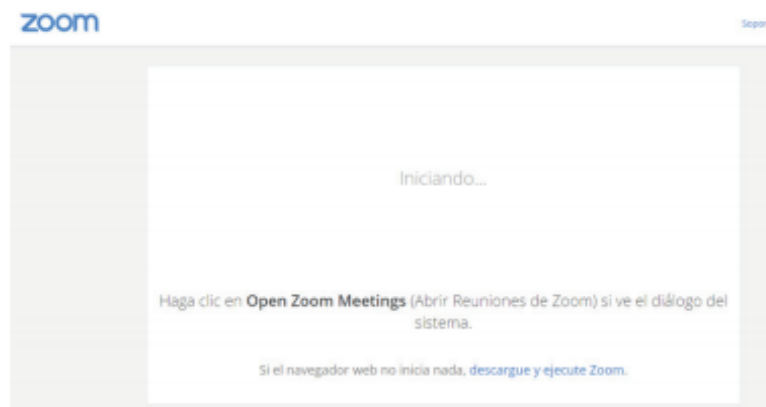 zoom
Iniciando...
Haga clic en Open Zoom Meetings (Abrir Reuniones de Zoom) si ve el diálogo del
sistema.
Si el navegador web no inicia nada, descargue y ejecute Zoom.